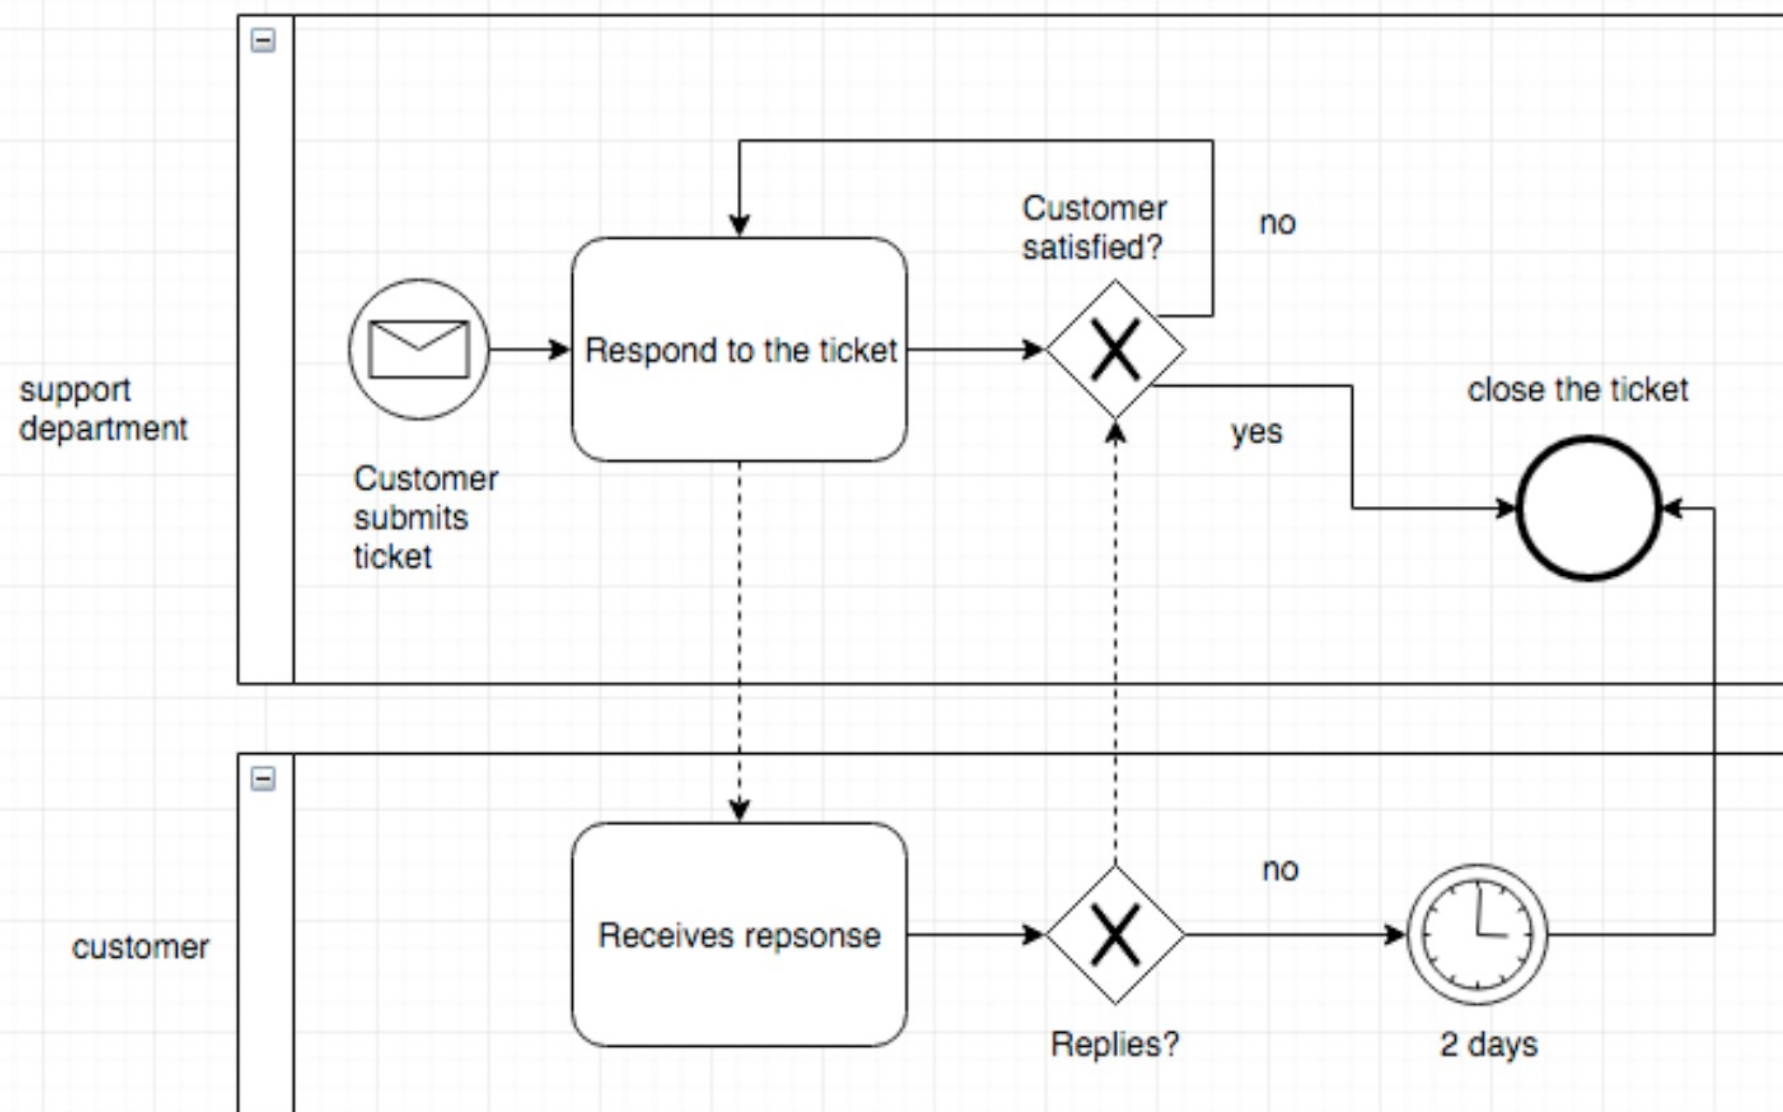 Customer
satisfied?
no
Respond to the ticket
support
department
close the ticket
yes
Customer
submits
ticket
no
Receives repsonse
customer
Replies?
2 days